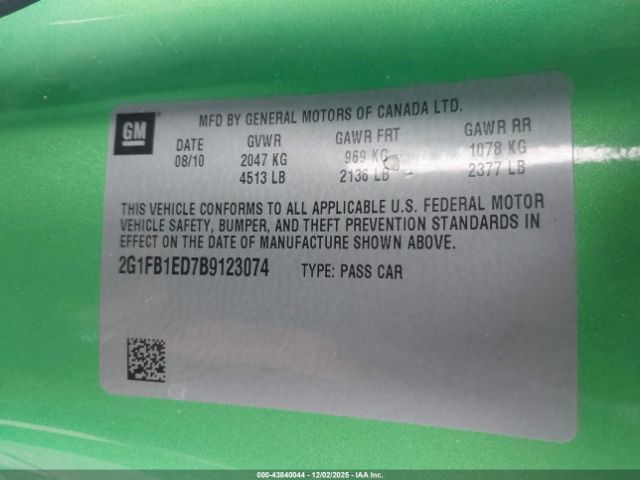 GM
MFD BY GENERAL MOTORS OF CANADA LTD.
DATE GVWR GAWR FRT GAWR RR
08/10 2047 KG 969 KG 1078 KG
4513 LB 2136 LB 2377 LB
THIS VEHICLE CONFORMS TO ALL APPLICABLE U.S. FEDERAL MOTOR
VEHICLE SAFETY, BUMPER, AND THEFT PREVENTION STANDARDS IN
EFFECT ON THE DATE OF MANUFACTURE SHOWN ABOVE.
2G1FB1ED7B9123074 TYPE: PASS CAR
000-43840044 - 12/02/2025 - IAA Inc.